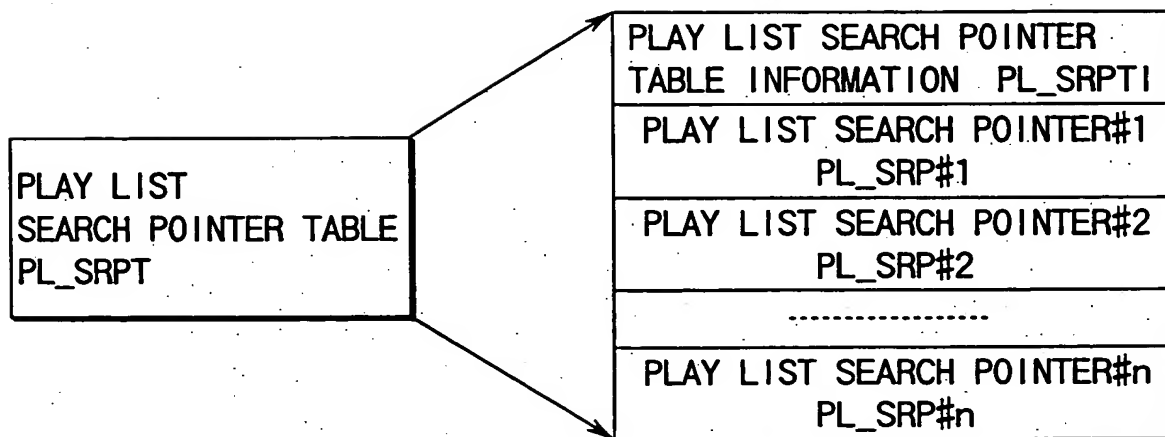 PLAY LIST
SEARCH POINTER TABLE
PL_SRPT
PLAY LIST SEARCH POINTER
TABLE INFORMATION PL_SRPTI
PLAY LIST SEARCH POINTER#1
PL_SRP#1
PLAY LIST SEARCH POINTER#2
PL_SRP#2
...................
PLAY LIST SEARCH POINTER#n
PL_SRP#n